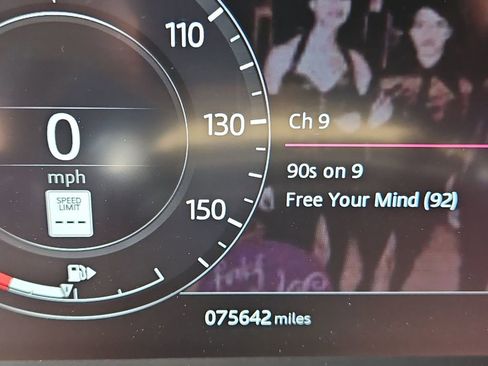 110
130
150
0
mph
SPEED
LIMIT
---
Ch 9
90s on 9
Free Your Mind (92)
075642 miles